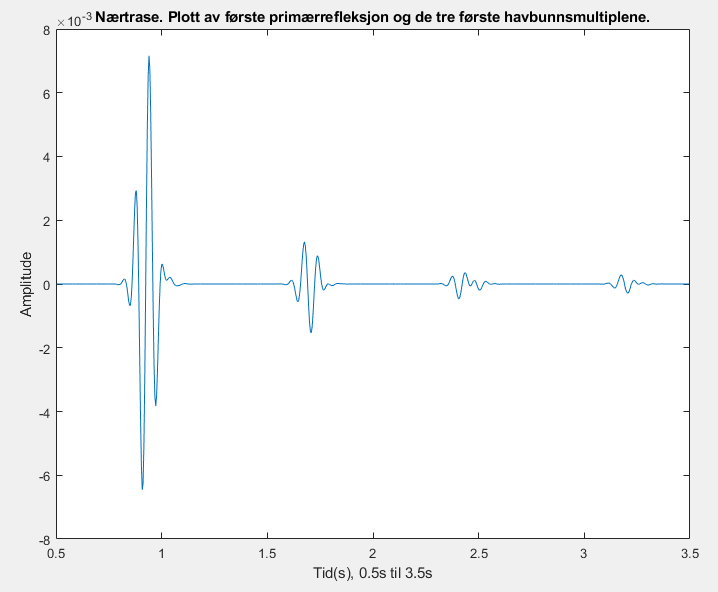 ×10⁻³ Nærtrase. Plott av første primærrefleksjon og de tre første havbunnsmultiplene.
8
6
4
2
0
-2
-4
-6
-8
Amplitude
0.5 1 1.5 2 2.5 3 3.5
Tid(s), 0.5s til 3.5s